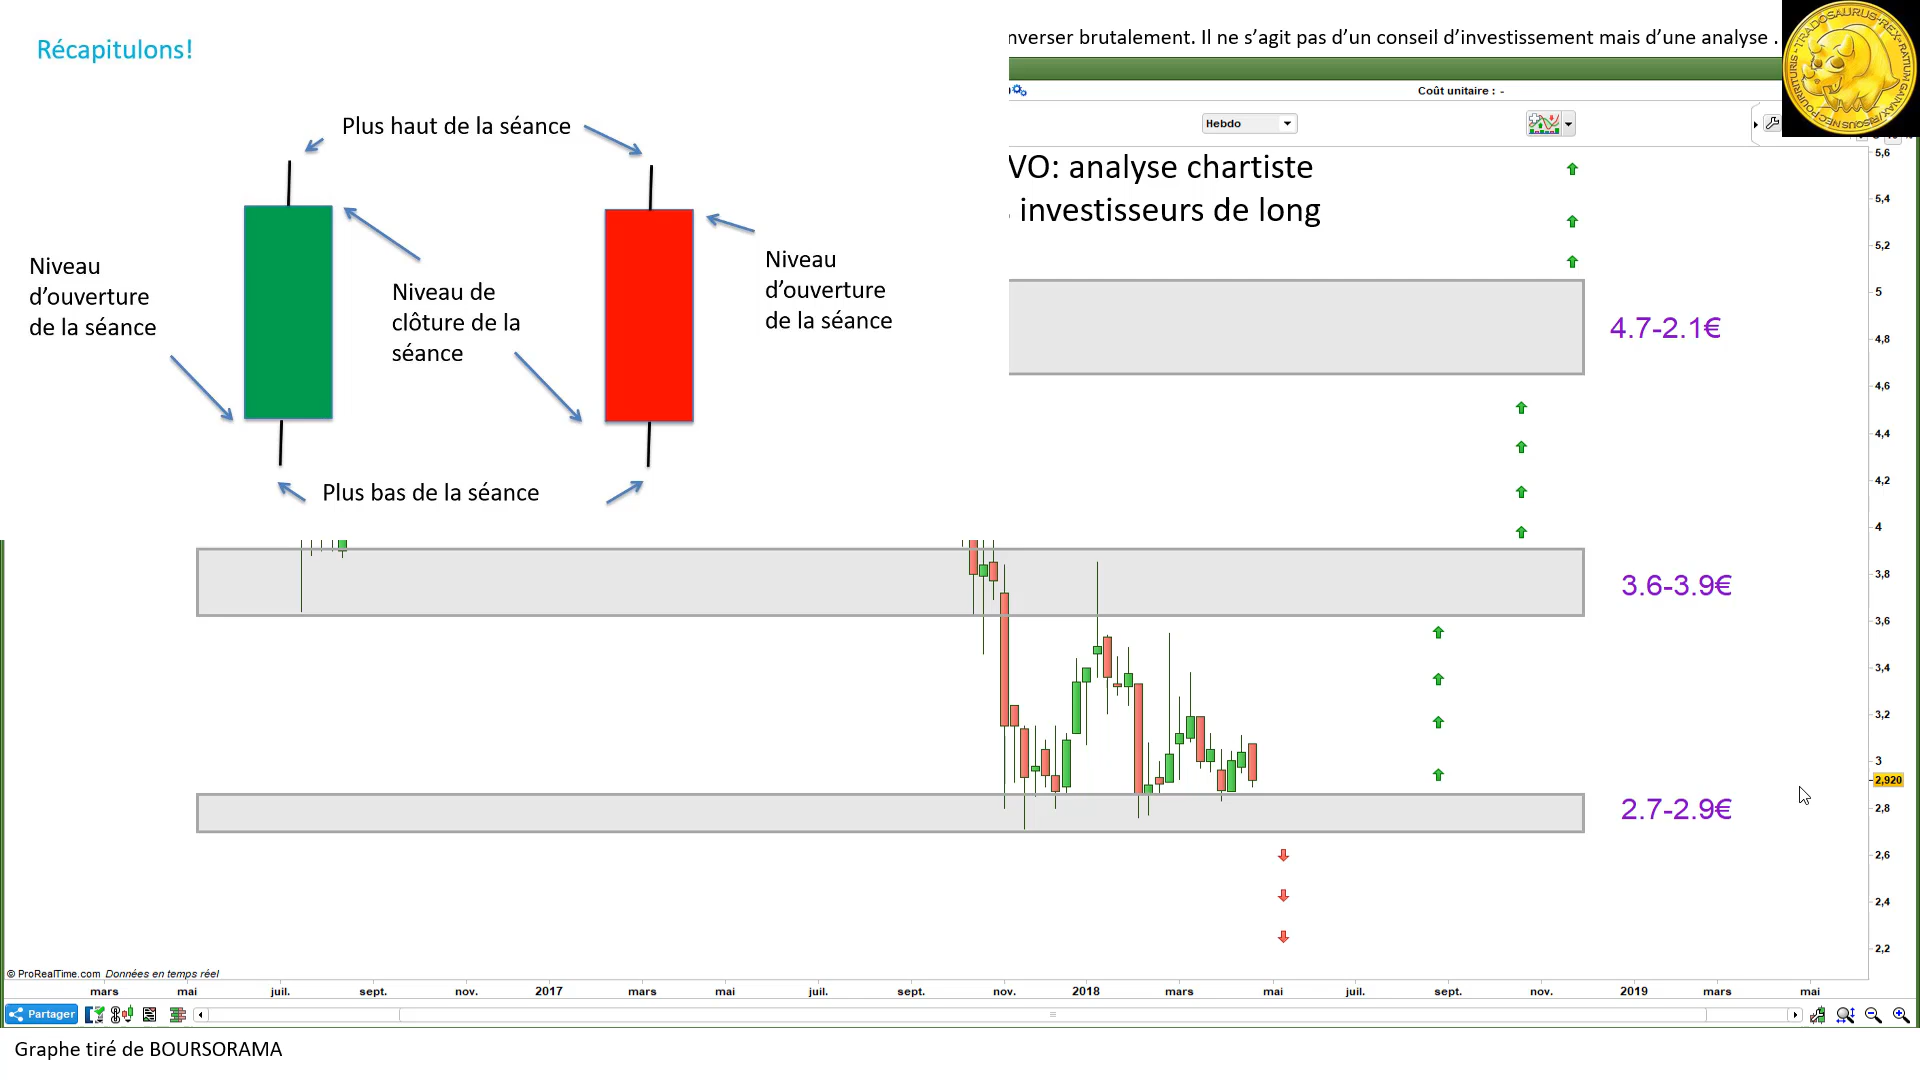 Récapitulons!
nverser brutalement. Il ne s’agit pas d’un conseil d’investissement mais d’une analyse .
TRADOSAURUS-REX
Coût unitaire : -
Hebdo
VO: analyse chartiste
investisseurs de long
Plus haut de la séance
Niveau
d’ouverture
de la séance
Niveau de
clôture de la
séance
Niveau
d’ouverture
de la séance
Plus bas de la séance
4.7-2.1€
3.6-3.9€
2.7-2.9€
5,6
5,4
5,2
5
4,8
4,6
4,4
4,2
4
3,8
3,6
3,4
3,2
3
2,920
2,8
2,6
2,4
2,2
© ProRealTime.com Données en temps réel
mars mai juil. sept. nov. 2017 mars mai juil. sept. nov. 2018 mars mai juil. sept. nov. 2019 mars mai
Partager
Graphe tiré de BOURSORAMA